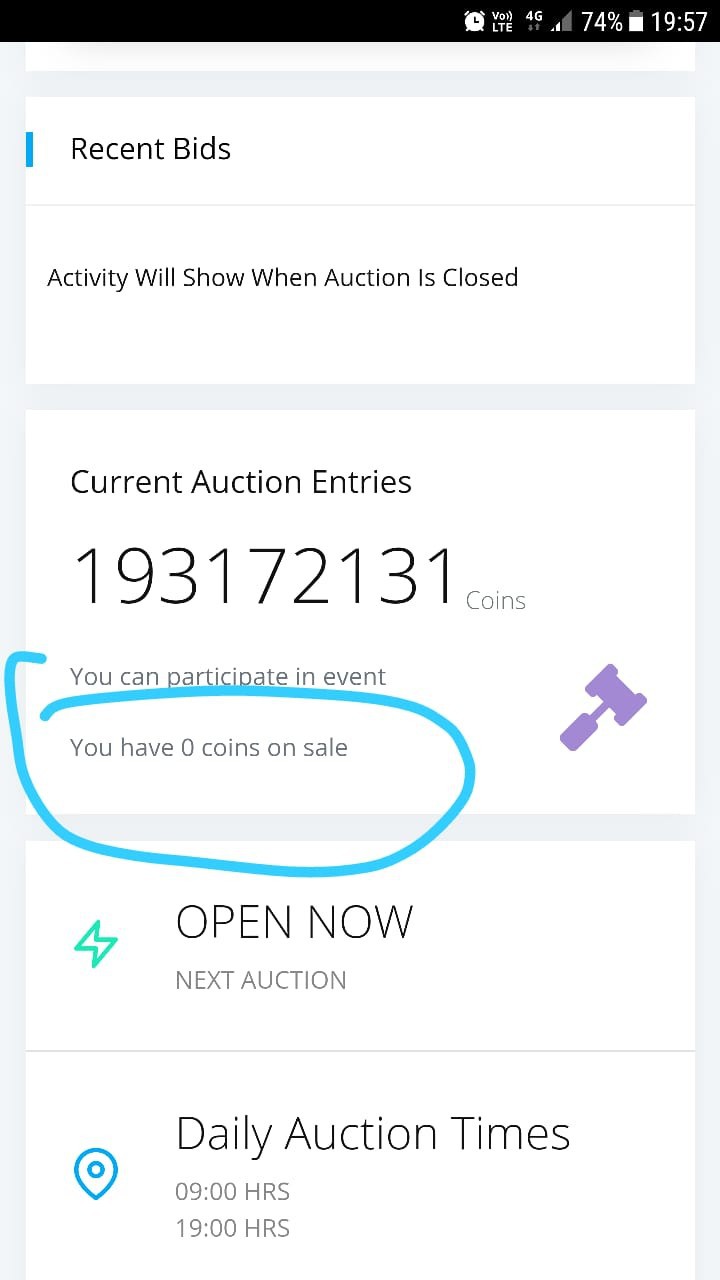 Vo)) LTE 4G 74% 19:57
Recent Bids
Activity Will Show When Auction Is Closed
Current Auction Entries
193172131 Coins
You can participate in event
You have 0 coins on sale
OPEN NOW
NEXT AUCTION
Daily Auction Times
09:00 HRS
19:00 HRS